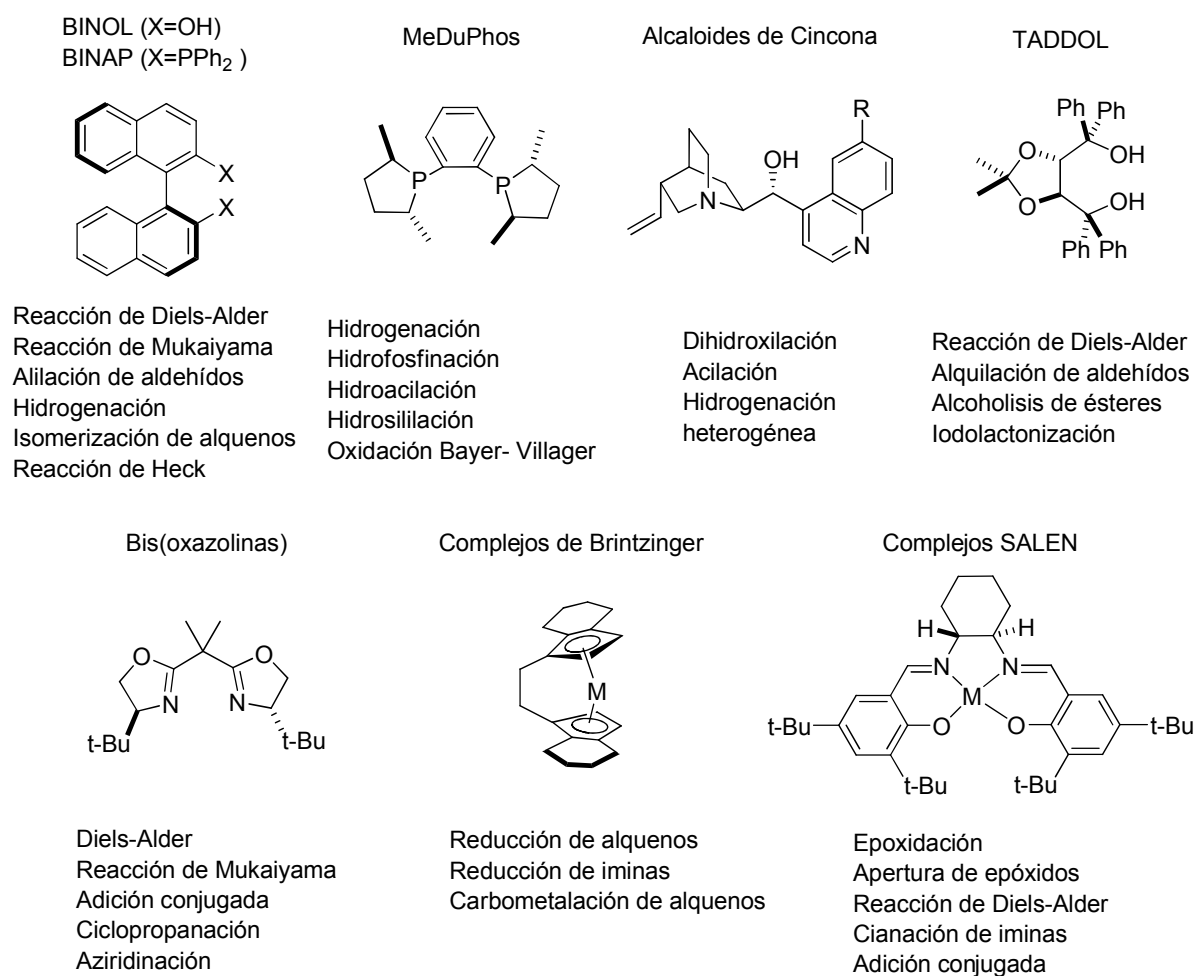 BINOL (X=OH)
BINAP (X=PPh2 )
X
X
Reacción de Diels-Alder
Reacción de Mukaiyama
Alilación de aldehídos
Hidrogenación
Isomerización de alquenos
Reacción de Heck
MeDuPhos
P
P
Hidrogenación
Hidrofosfinación
Hidroacilación
Hidrosililación
Oxidación Bayer- Villager
Alcaloides de Cincona
R
OH
N
N
Dihidroxilación
Acilación
Hidrogenación
heterogénea
TADDOL
Ph Ph
O OH
O OH
Ph Ph
Reacción de Diels-Alder
Alquilación de aldehídos
Alcoholisis de ésteres
Iodolactonización
Bis(oxazolinas)
O O
N N
t-Bu t-Bu
Diels-Alder
Reacción de Mukaiyama
Adición conjugada
Ciclopropanación
Aziridinación
Complejos de Brintzinger
M
Reducción de alquenos
Reducción de iminas
Carbometalación de alquenos
Complejos SALEN
H H
N N
M
t-Bu O O t-Bu
t-Bu t-Bu
Epoxidación
Apertura de epóxidos
Reacción de Diels-Alder
Cianación de iminas
Adición conjugada